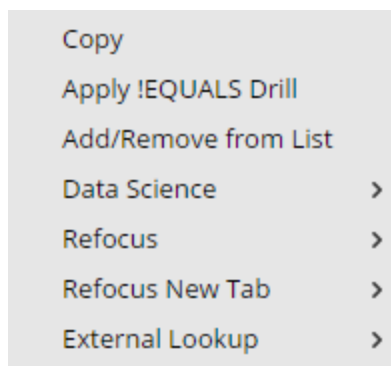 Copy
Apply !EQUALS Drill
Add/Remove from List
Data Science
Refocus
Refocus New Tab
External Lookup